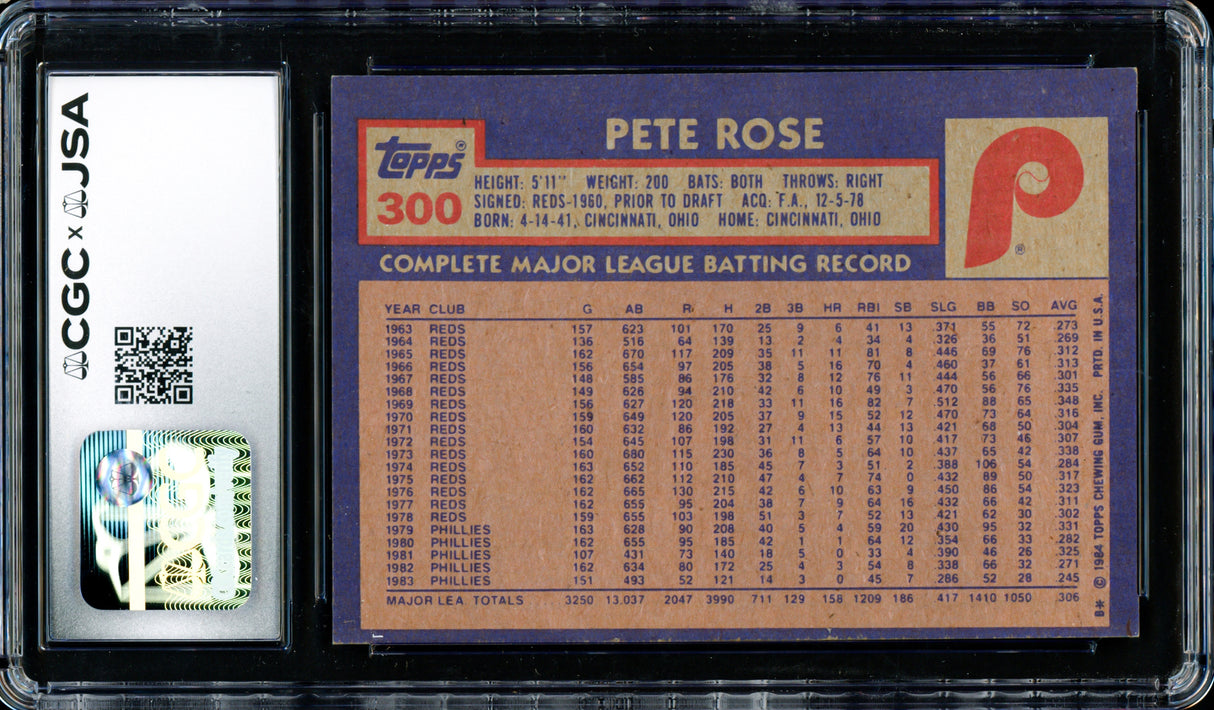 CGC x JSA
PETE ROSE
topps®
300
HEIGHT: 5'11" WEIGHT: 200 BATS: BOTH THROWS: RIGHT
SIGNED: REDS-1960, PRIOR TO DRAFT ACQ: F.A., 12-5-78
BORN: 4-14-41, CINCINNATI, OHIO HOME: CINCINNATI, OHIO
P
®
COMPLETE MAJOR LEAGUE BATTING RECORD
YEAR CLUB G AB R H 2B 3B HR RBI SB SLG BB SO AVG
1963 REDS 157 623 101 170 25 9 6 41 13 .371 55 72 .273
1964 REDS 136 516 64 139 13 2 4 34 4 .326 36 51 .269
1965 REDS 162 670 117 209 35 11 11 81 8 .446 69 76 .312
1966 REDS 156 654 97 205 38 5 16 70 4 .460 37 61 .313
1967 REDS 148 585 86 176 32 8 12 76 11 .444 56 66 .301
1968 REDS 149 626 94 210 42 6 10 49 3 .470 56 76 .335
1969 REDS 156 627 120 218 33 11 16 82 7 .512 88 65 .348
1970 REDS 159 649 120 205 37 9 15 52 12 .470 73 64 .316
1971 REDS 160 632 86 192 27 4 13 44 13 .421 68 50 .304
1972 REDS 154 645 107 198 31 11 6 57 10 .417 73 46 .307
1973 REDS 160 680 115 230 36 8 5 64 10 .437 65 42 .338
1974 REDS 163 652 110 185 45 7 3 51 2 .388 106 54 .284
1975 REDS 162 662 112 210 47 4 7 74 0 .432 89 50 .317
1976 REDS 162 665 130 215 42 6 10 63 9 .450 86 54 .323
1977 REDS 162 655 95 204 38 7 9 64 16 .432 66 42 .311
1978 REDS 159 655 103 198 51 3 7 52 13 .421 62 30 .302
1979 PHILLIES 163 628 90 208 40 5 4 59 20 .430 95 32 .331
1980 PHILLIES 162 655 95 185 42 1 1 64 12 .354 66 33 .282
1981 PHILLIES 107 431 73 140 18 5 0 33 4 .390 46 26 .325
1982 PHILLIES 162 634 80 172 25 4 3 54 8 .338 66 32 .271
1983 PHILLIES 151 493 52 121 14 3 0 45 7 .286 52 28 .245
MAJOR LEA. TOTALS 3250 13,037 2047 3990 711 129 158 1209 186 .417 1410 1050 .306
B* © 1984 TOPPS CHEWING GUM, INC. PRTD. IN U.S.A.